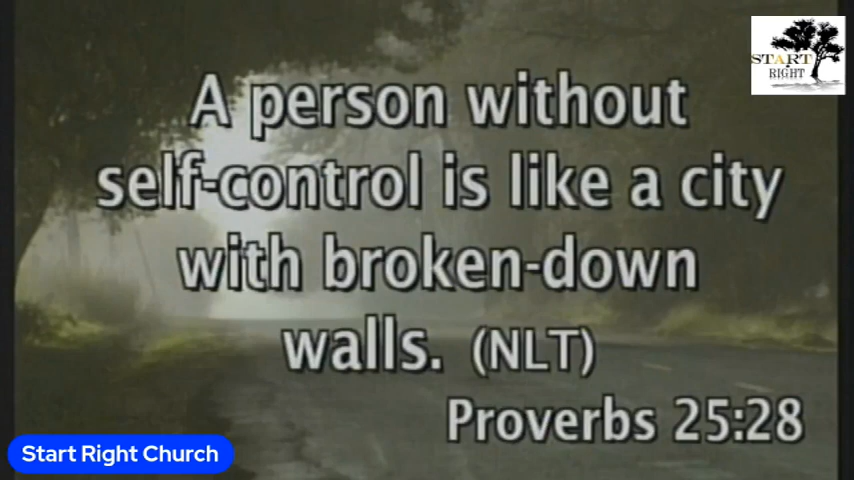 START
RIGHT
A person without
self-control is like a city
with broken-down
walls. (NLT)
Proverbs 25:28
Start Right Church